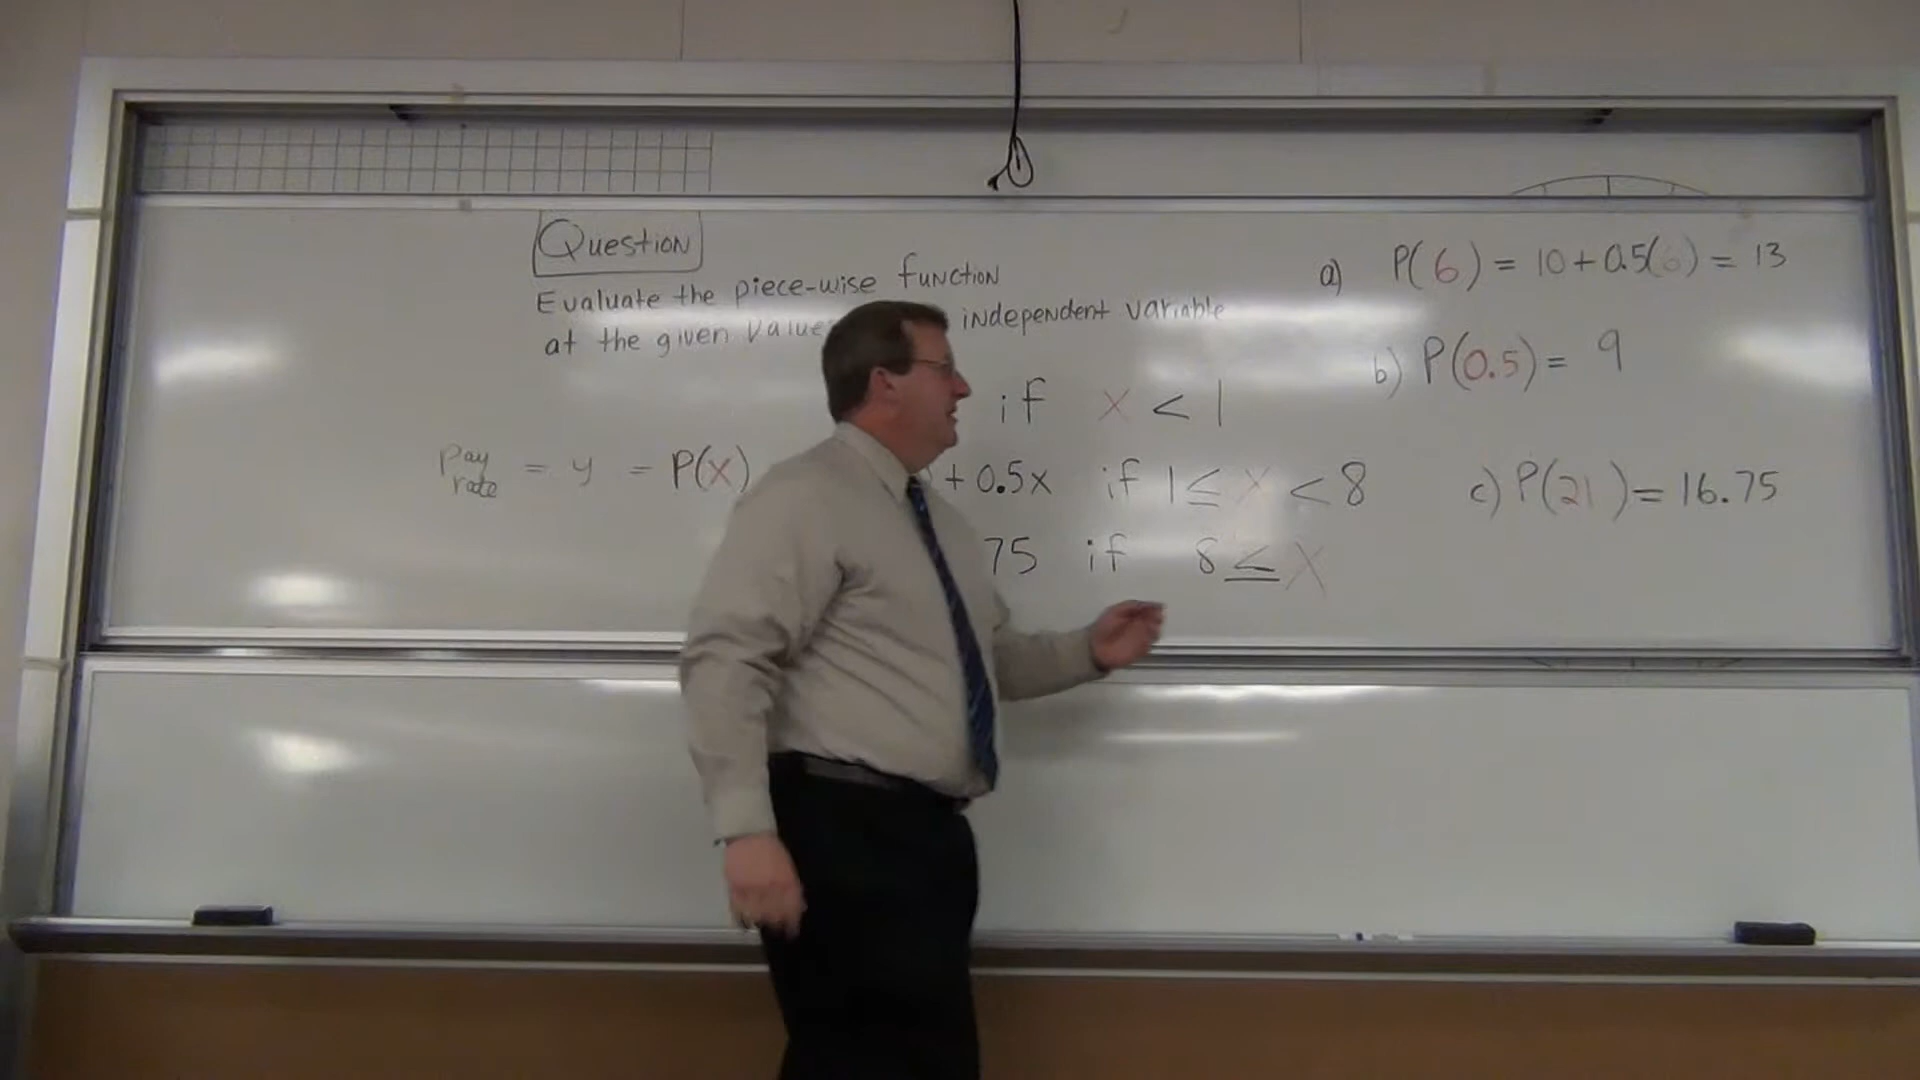 Question
Evaluate the piece-wise function
at the given value independent variable
if x < 1
Pay rate = y = P(x) + 0.5x if 1 ≤ x < 8
75 if 8 ≤ x
a) P(6) = 10 + 0.5(6) = 13
b) P(0.5) = 9
c) P(21) = 16.75